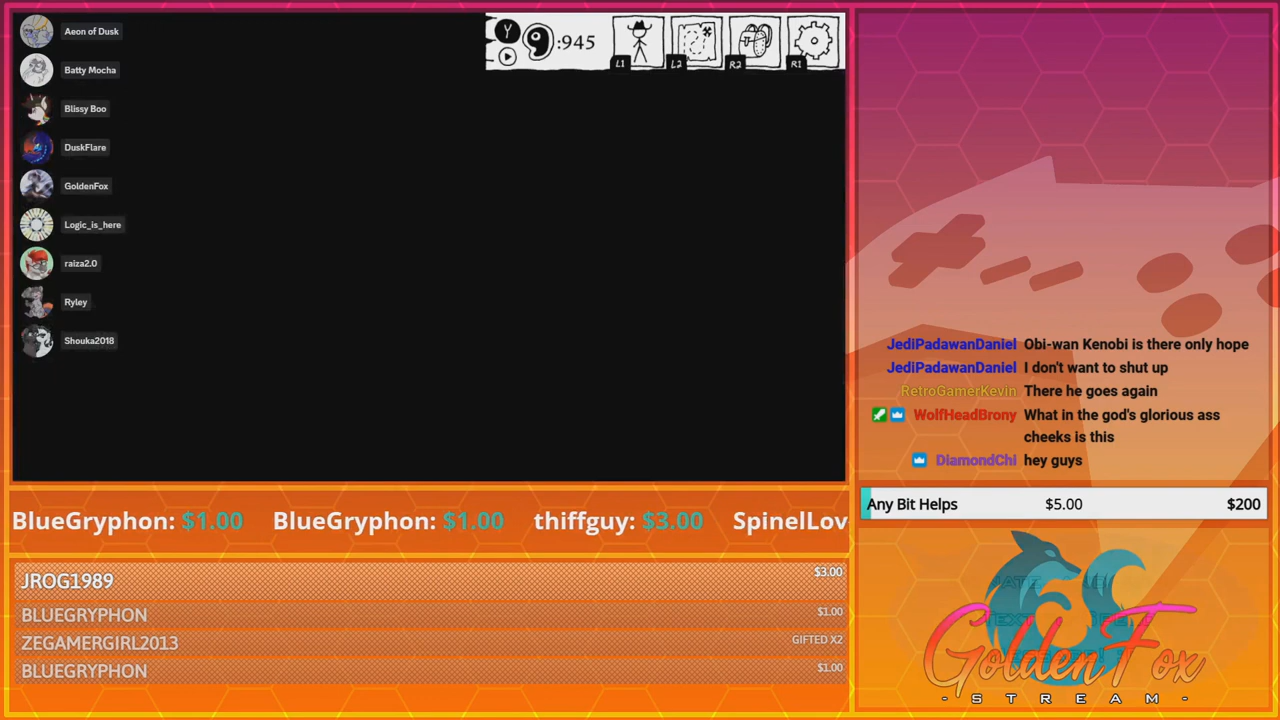 Aeon of Dusk
Batty Mocha
Blissy Boo
DuskFlare
GoldenFox
Logic_is_here
raiza2.0
Ryley
Shouka2018
Y
:945
L1
L2
R2
R1
JediPadawanDaniel Obi-wan Kenobi is there only hope
JediPadawanDaniel I don't want to shut up
RetroGamerKevin There he goes again
WolfHeadBrony What in the god's glorious ass
cheeks is this
DiamondChi hey guys
Any Bit Helps $5.00 $200
BlueGryphon: $1.00 BlueGryphon: $1.00 thiffguy: $3.00 SpinelLov
JROG1989 $3.00
BLUEGRYPHON $1.00
ZEGAMERGIRL2013 GIFTED X2
BLUEGRYPHON $1.00
GS
GoldenFox
- STREAM -